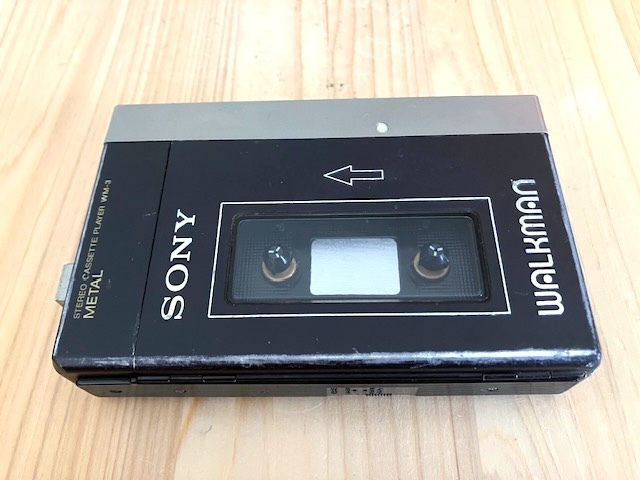 STEREO CASSETTE PLAYER WM-3
METAL
SONY
WALKMAN